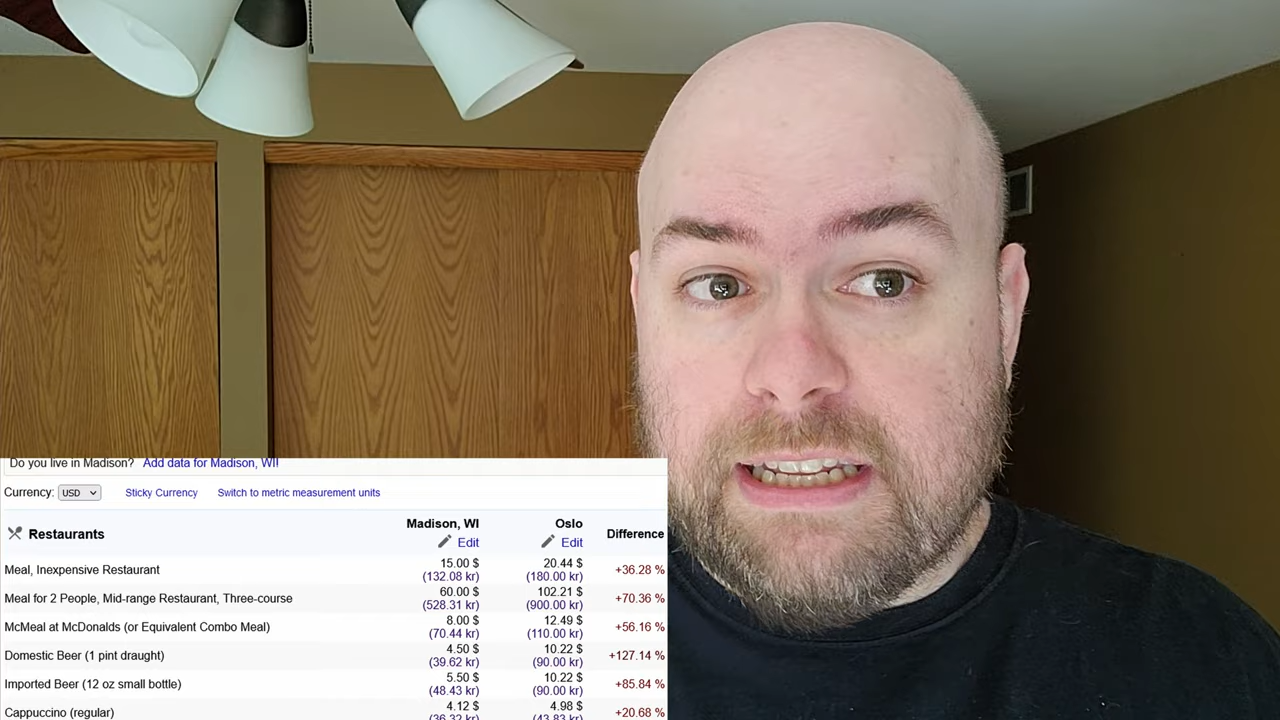 Do you live in Madison? Add data for Madison, WI!
Currency: USD Sticky Currency Switch to metric measurement units
Restaurants Madison, WI Edit Oslo Edit Difference
Meal, Inexpensive Restaurant 15.00 $ (132.08 kr) 20.44 $ (180.00 kr) +36.28 %
Meal for 2 People, Mid-range Restaurant, Three-course 60.00 $ (528.31 kr) 102.21 $ (900.00 kr) +70.36 %
McMeal at McDonalds (or Equivalent Combo Meal) 8.00 $ (70.44 kr) 12.49 $ (110.00 kr) +56.16 %
Domestic Beer (1 pint draught) 4.50 $ (39.62 kr) 10.22 $ (90.00 kr) +127.14 %
Imported Beer (12 oz small bottle) 5.50 $ (48.43 kr) 10.22 $ (90.00 kr) +85.84 %
Cappuccino (regular) 4.12 $ (36.32 kr) 4.98 $ (43.83 kr) +20.68 %